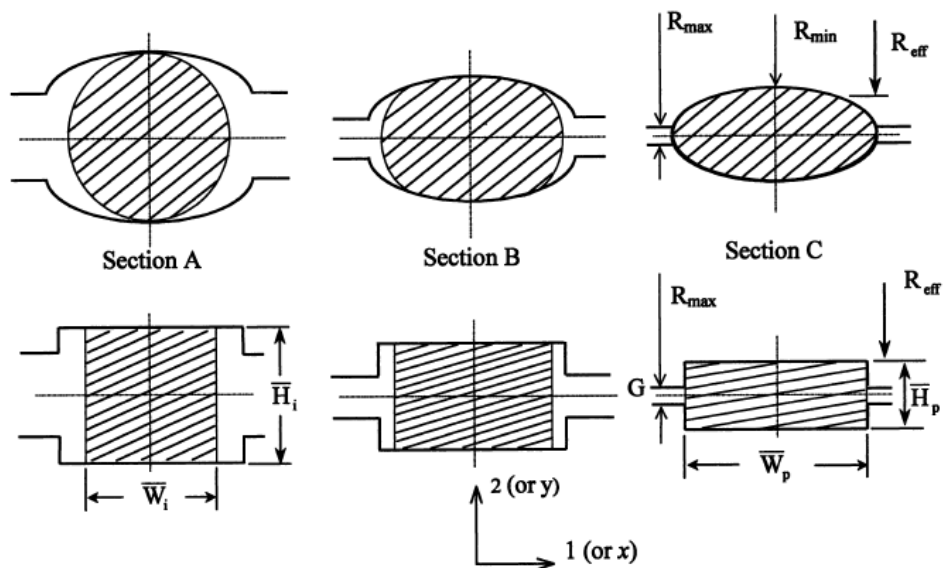 R_max
R_min
R_eff
Section A
Section B
Section C
R_max
R_eff
H̅_i
G
H̅_p
W̅_i
W̅_p
2 (or y)
1 (or x)